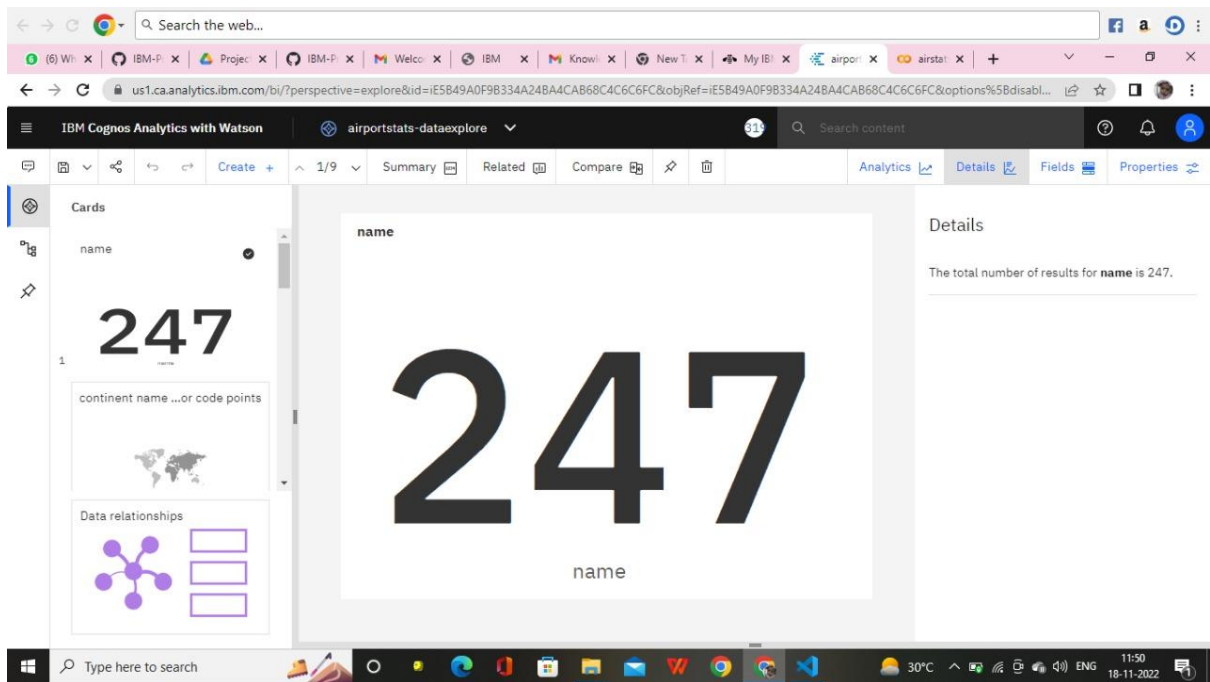 Search the web...
(6) Wh
IBM-P
Projec
IBM-P
Welco
IBM
Knowl
New T
My IB
airport
airstat
us1.ca.analytics.ibm.com/bi/?perspective=explore&id=iE5B49A0F9B334A24BA4CAB68C4C6C6FC&objRef=iE5B49A0F9B334A24BA4CAB68C4C6C6FC&options%5Bdisabl...
IBM Cognos Analytics with Watson
airportstats-dataexplore
319
Search content
Create +
1/9
Summary
Related
Compare
Analytics
Details
Fields
Properties
Cards
name
247
name
1
continent name ...or code points
Data relationships
name
247
name
Details
The total number of results for name is 247.
Type here to search
30°C
ENG
11:50
18-11-2022
1